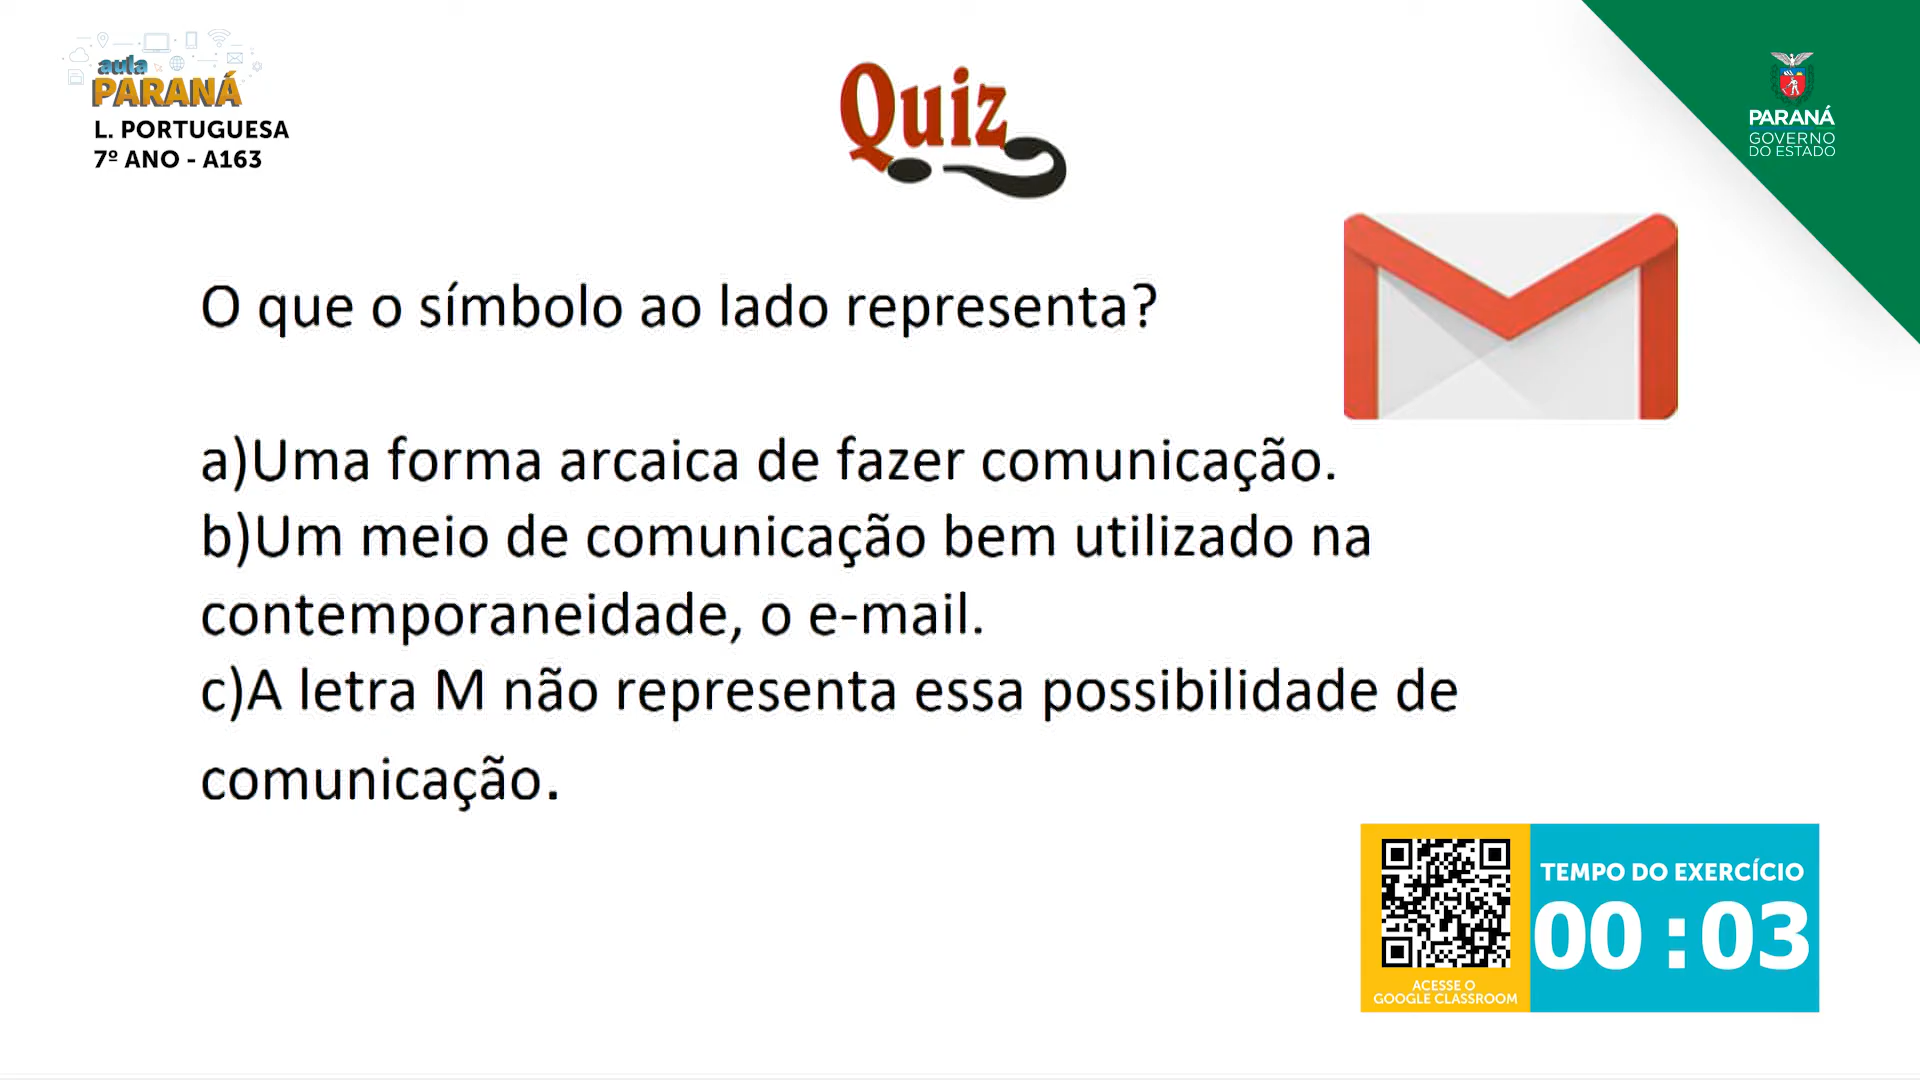 aula
PARANÁ
L. PORTUGUESA
7º ANO - A163
Quiz
PARANÁ
GOVERNO
DO ESTADO
O que o símbolo ao lado representa?
a)Uma forma arcaica de fazer comunicação.
b)Um meio de comunicação bem utilizado na
contemporaneidade, o e-mail.
c)A letra M não representa essa possibilidade de
comunicação.
TEMPO DO EXERCÍCIO
00:03
ACESSE O
GOOGLE CLASSROOM